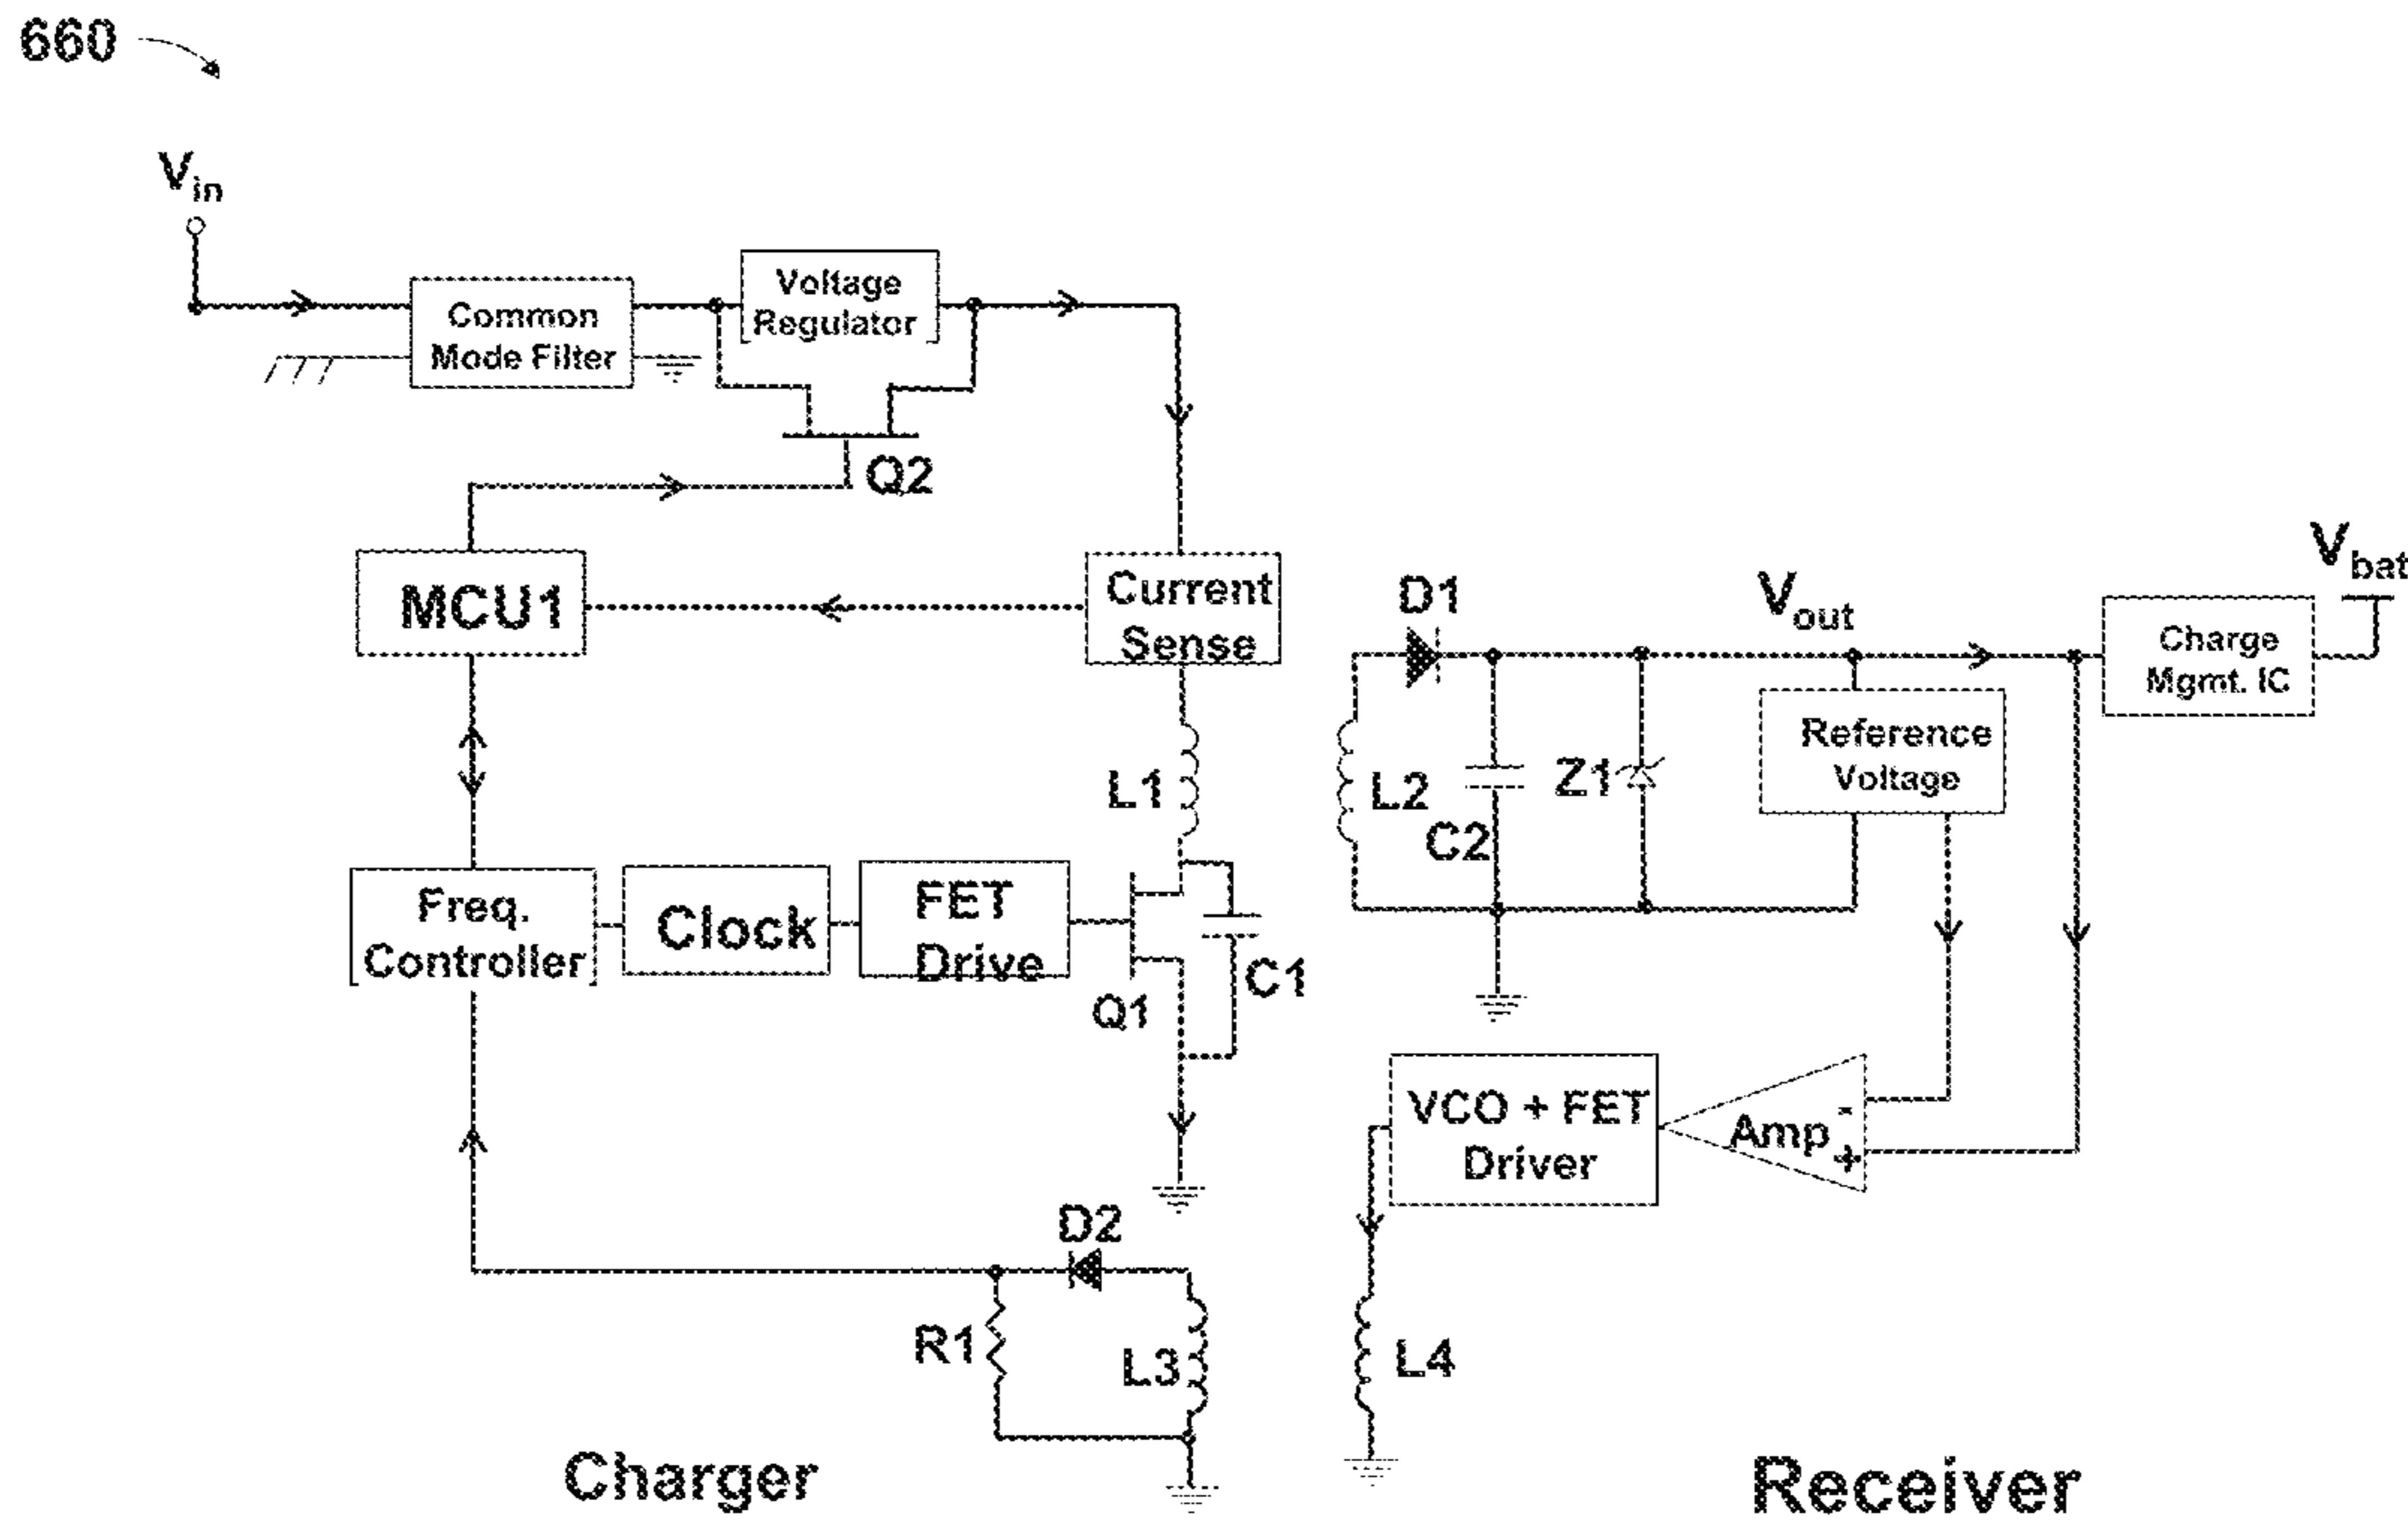 660
Vin
Common
Mode Filter
Voltage
Regulator
Q2
MCU1
Current
Sense
L1
Freq.
Controller
Clock
FET
Drive
Q1
C1
D2
R1
L3
Charger
D1
Vout
Vbat
Charge
Mgmt. IC
L2
C2
Z1
Reference
Voltage
VCO + FET
Driver
Amp
-
+
L4
Receiver